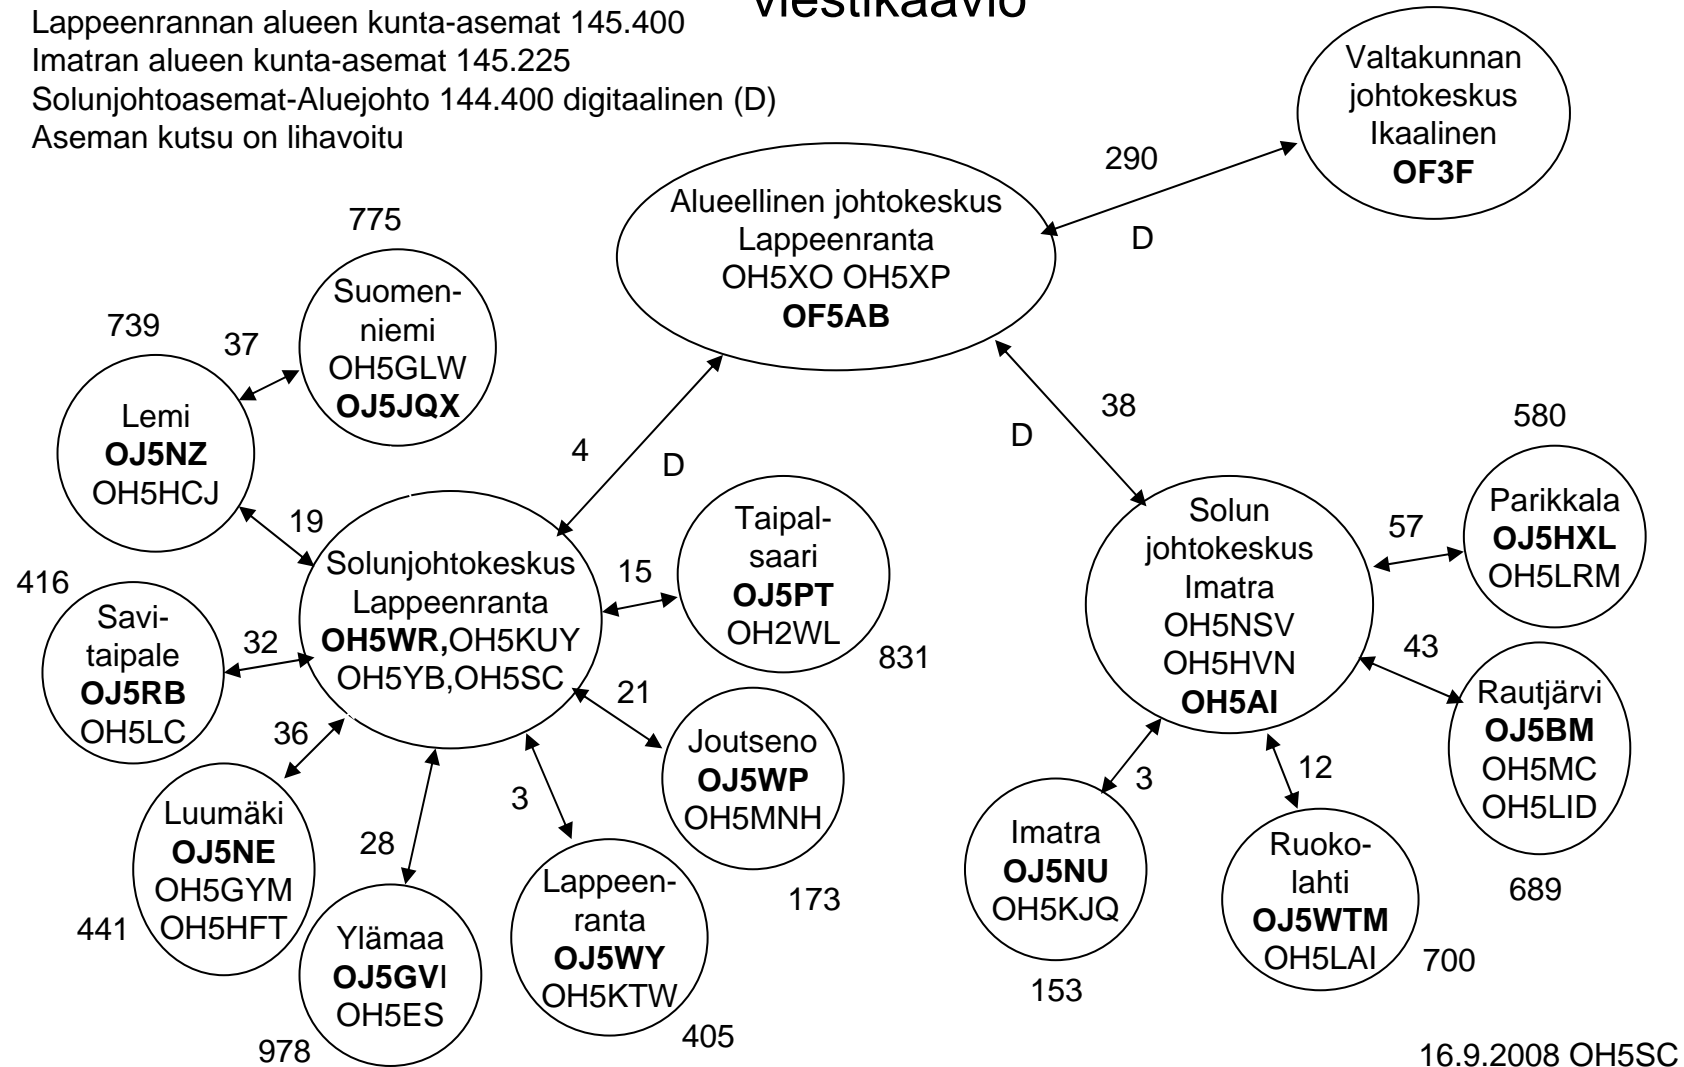 viestikaavio
Lappeenrannan alueen kunta-asemat 145.400
Imatran alueen kunta-asemat 145.225
Solunjohtoasemat-Aluejohto 144.400 digitaalinen (D)
Aseman kutsu on lihavoitu
Valtakunnan
johtokeskus
Ikaalinen
OF3F
290
D
Alueellinen johtokeskus
Lappeenranta
OH5XO OH5XP
OF5AB
775
Suomen-
niemi
OH5GLW
OJ5JQX
739
37
Lemi
OJ5NZ
OH5HCJ
19
4
D
38
D
Solunjohtokeskus
Lappeenranta
OH5WR,OH5KUY
OH5YB,OH5SC
416
Savi-
taipale
OJ5RB
OH5LC
32
15
Taipal-
saari
OJ5PT
OH2WL
831
21
Joutseno
OJ5WP
OH5MNH
173
36
Luumäki
OJ5NE
OH5GYM
OH5HFT
441
28
Ylämaa
OJ5GVI
OH5ES
978
3
Lappeen-
ranta
OJ5WY
OH5KTW
405
Solun
johtokeskus
Imatra
OH5NSV
OH5HVN
OH5AI
580
57
Parikkala
OJ5HXL
OH5LRM
43
Rautjärvi
OJ5BM
OH5MC
OH5LID
689
3
Imatra
OJ5NU
OH5KJQ
153
12
Ruoko-
lahti
OJ5WTM
OH5LAI
700
16.9.2008 OH5SC